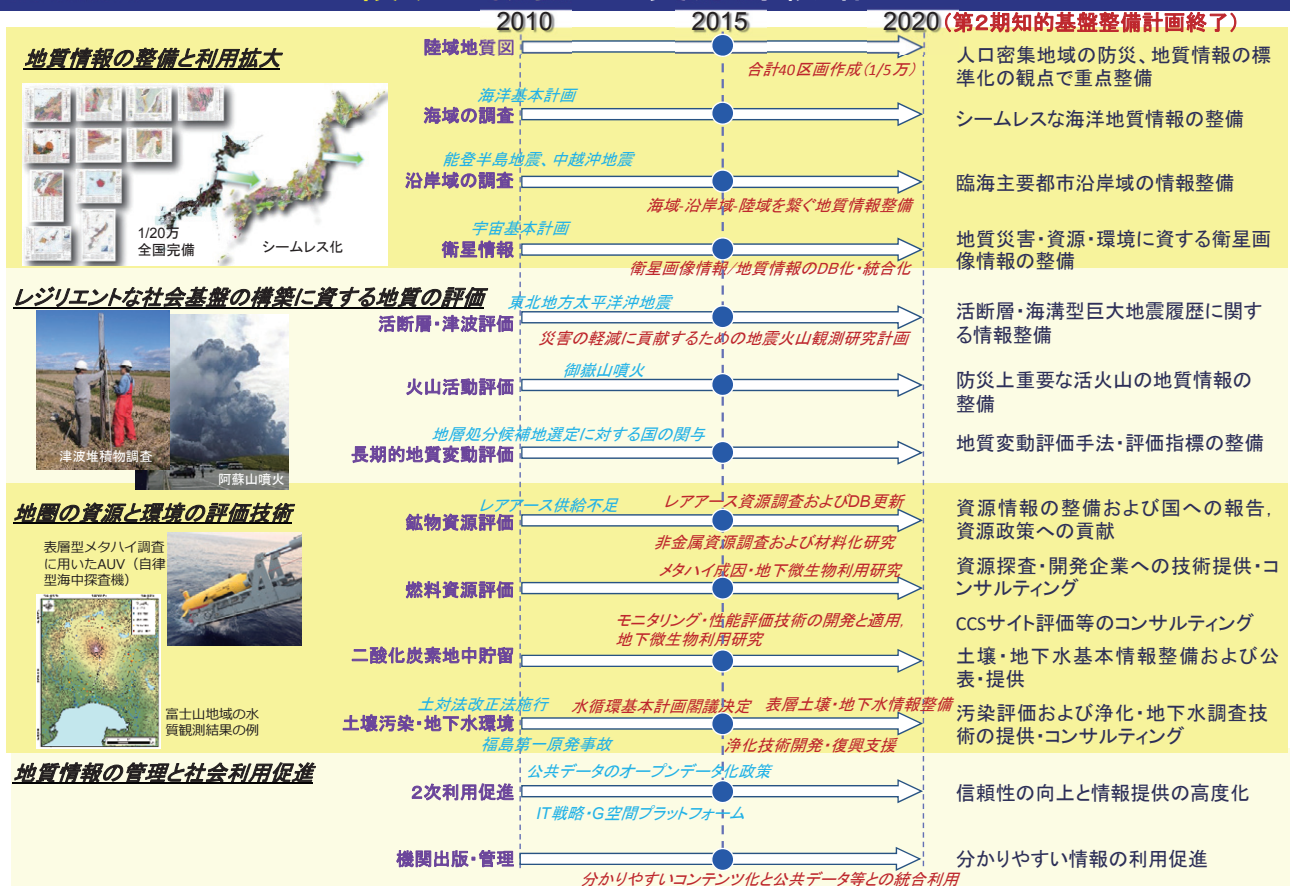 2010
2015
2020(第2期知的基盤整備計画終了)
地質情報の整備と利用拡大
1/20万
全国完備
シームレス化
陸域地質図
合計40区画作成(1/5万)
人口密集地域の防災、地質情報の標
準化の観点で重点整備
海洋基本計画
海域の調査
シームレスな海洋地質情報の整備
能登半島地震、中越沖地震
沿岸域の調査
海域-沿岸域-陸域を繋ぐ地質情報整備
臨海主要都市沿岸域の情報整備
宇宙基本計画
衛星情報
衛星画像情報/地質情報のDB化・統合化
地質災害・資源・環境に資する衛星画
像情報の整備
レジリエントな社会基盤の構築に資する地質の評価
津波堆積物調査
阿蘇山噴火
東北地方太平洋沖地震
活断層・津波評価
災害の軽減に貢献するための地震火山観測研究計画
活断層・海溝型巨大地震履歴に関す
る情報整備
御嶽山噴火
火山活動評価
防災上重要な活火山の地質情報の
整備
地層処分候補地選定に対する国の関与
長期的地質変動評価
地質変動評価手法・評価指標の整備
地圏の資源と環境の評価技術
表層型メタハイ調査
に用いたAUV(自律
型海中探査機)
富士山地域の水
質観測結果の例
レアアース供給不足
レアアース資源調査およびDB更新
鉱物資源評価
非金属資源調査および材料化研究
資源情報の整備および国への報告,
資源政策への貢献
メタハイ成因・地下微生物利用研究
燃料資源評価
資源探査・開発企業への技術提供・コ
ンサルティング
モニタリング・性能評価技術の開発と適用,
地下微生物利用研究
二酸化炭素地中貯留
CCSサイト評価等のコンサルティング
土壌・地下水基本情報整備および公
表・提供
土対法改正法施行
水循環基本計画閣議決定
表層土壌・地下水情報整備
土壌汚染・地下水環境
福島第一原発事故
浄化技術開発・復興支援
汚染評価および浄化・地下水調査技
術の提供・コンサルティング
地質情報の管理と社会利用促進
公共データのオープンデータ化政策
2次利用促進
IT戦略・G空間プラットフォーム
信頼性の向上と情報提供の高度化
機関出版・管理
分かりやすいコンテンツ化と公共データ等との統合利用
分かりやすい情報の利用促進